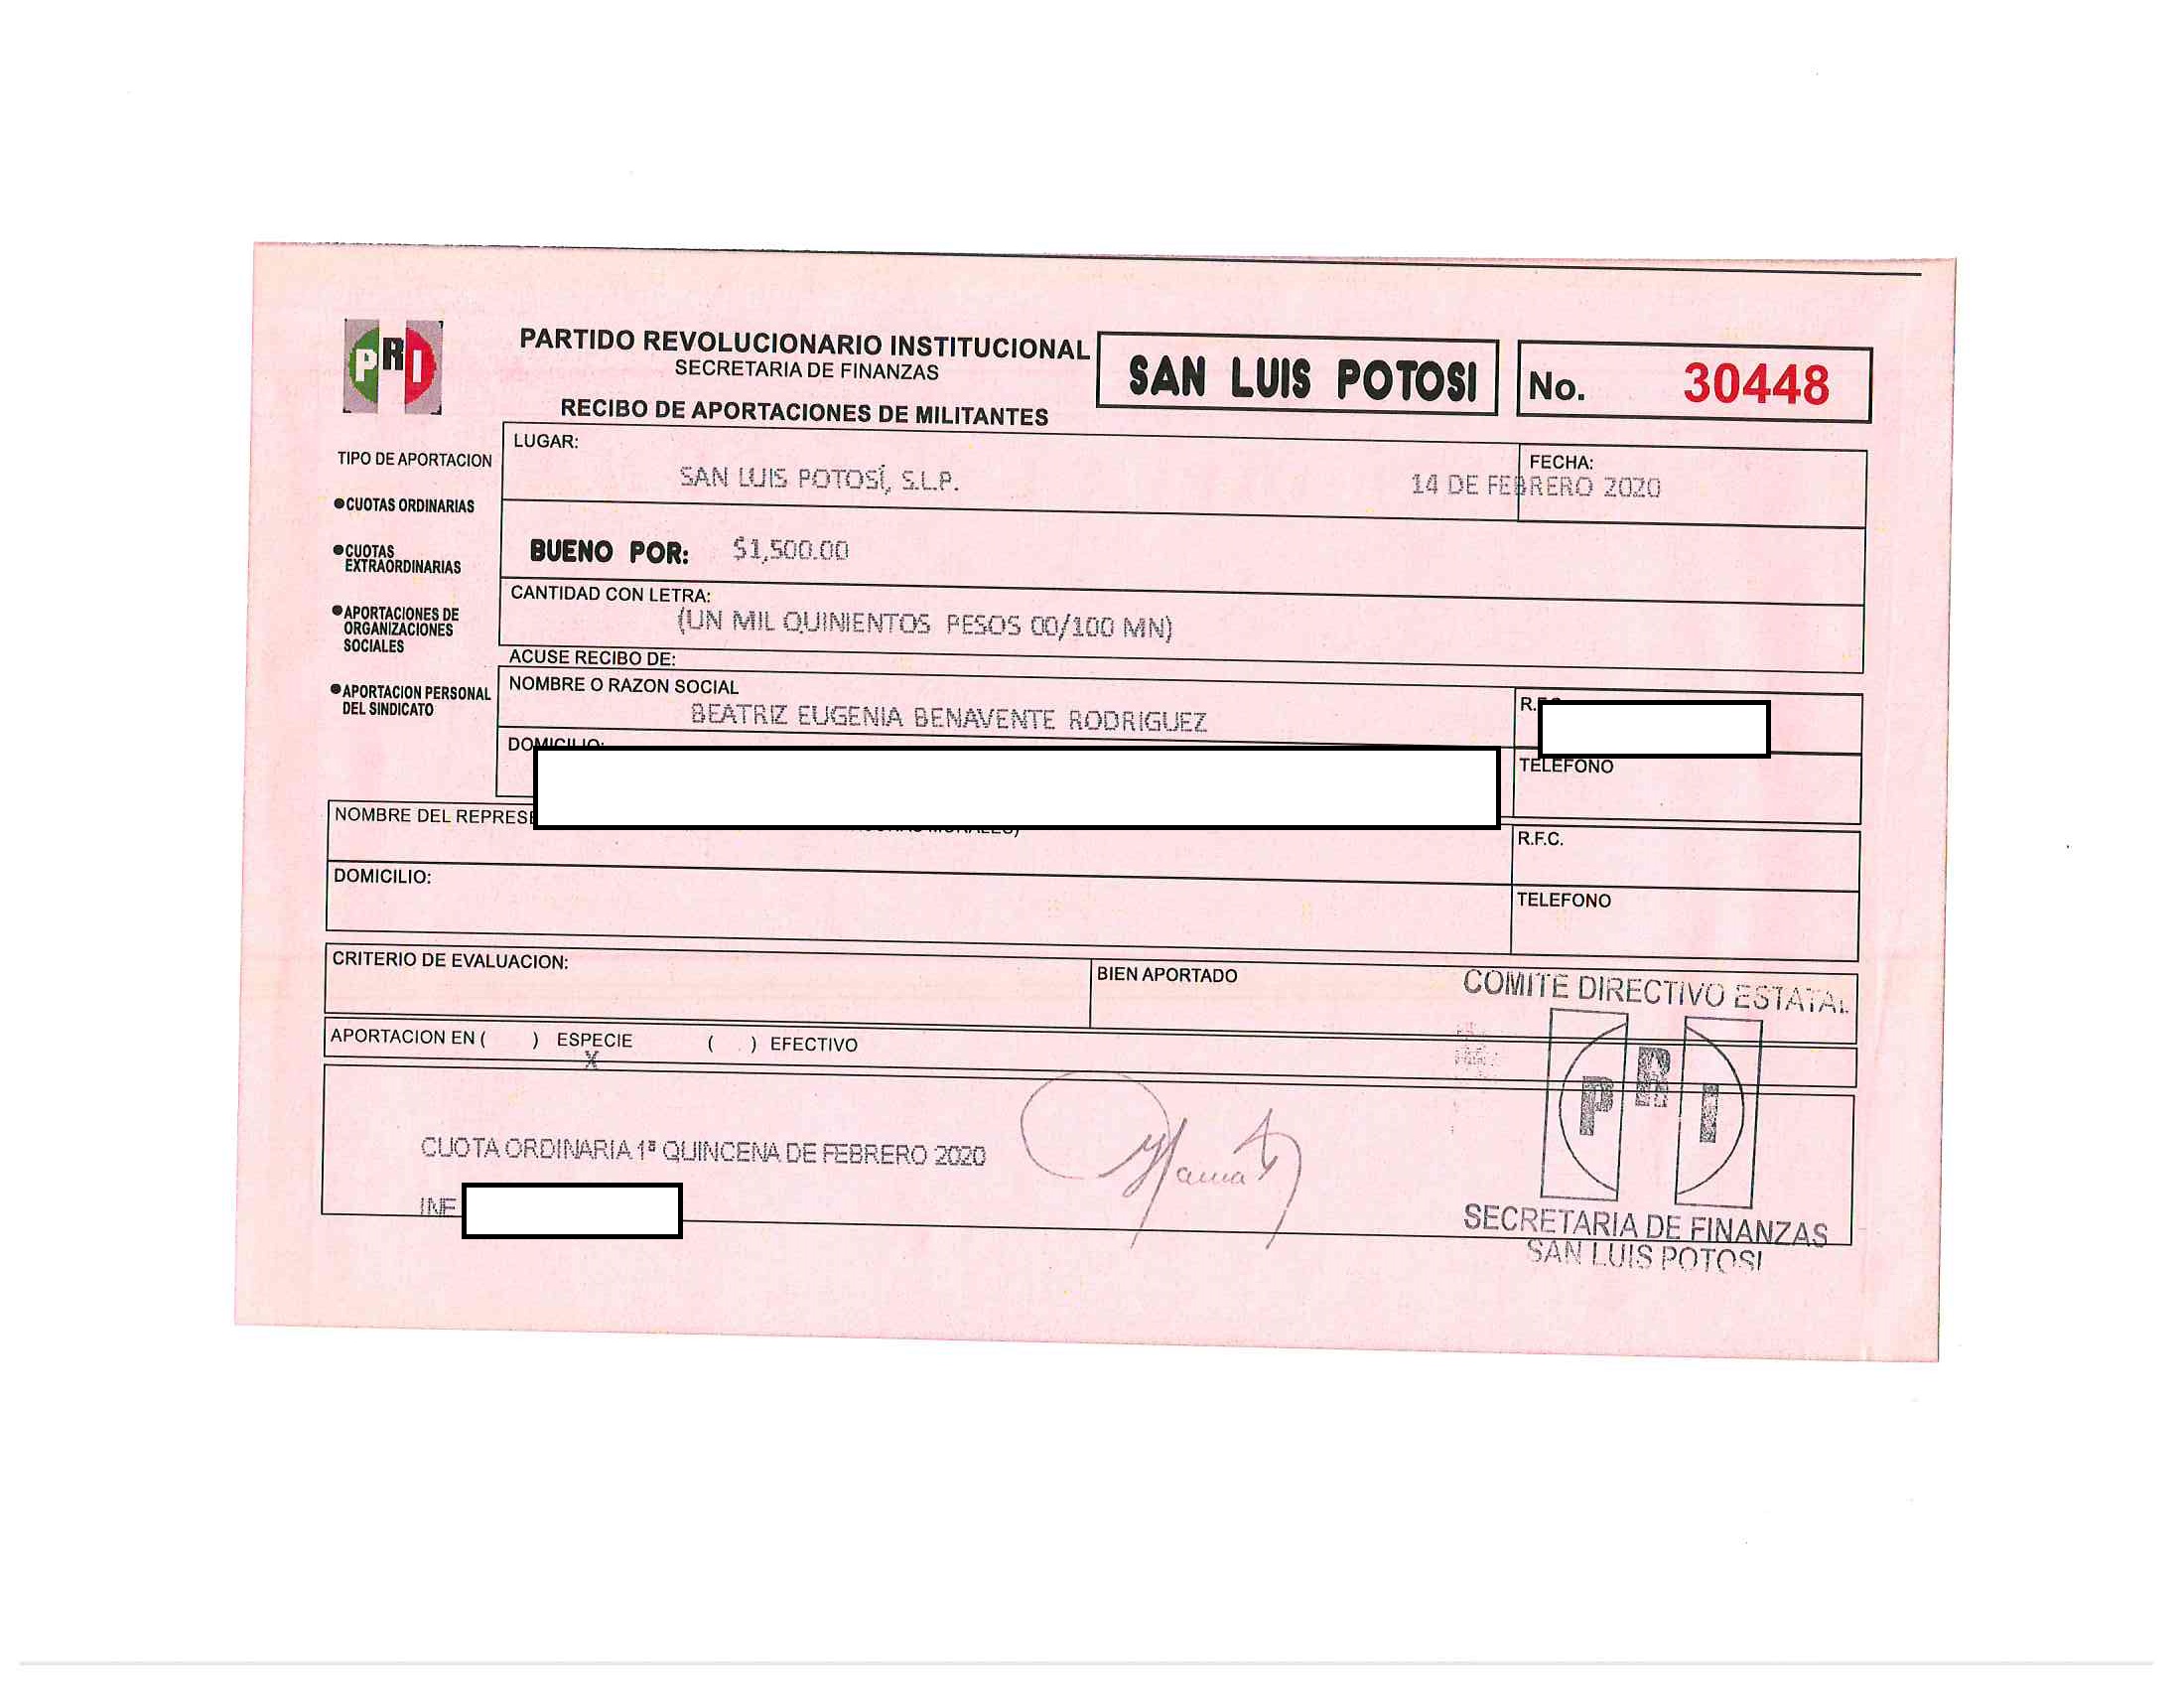 PRI
PARTIDO REVOLUCIONARIO INSTITUCIONAL
SECRETARIA DE FINANZAS
RECIBO DE APORTACIONES DE MILITANTES
SAN LUIS POTOSI
No. 30448
TIPO DE APORTACION
●CUOTAS ORDINARIAS
●CUOTAS
EXTRAORDINARIAS
●APORTACIONES DE
ORGANIZACIONES
SOCIALES
●APORTACION PERSONAL
DEL SINDICATO
LUGAR:
SAN LUIS POTOSÍ, S.L.P.
FECHA:
14 DE FEBRERO 2020
BUENO POR: $1,500.00
CANTIDAD CON LETRA:
(UN MIL QUINIENTOS PESOS 00/100 MN)
ACUSE RECIBO DE:
NOMBRE O RAZON SOCIAL
BEATRIZ EUGENIA BENAVENTE RODRIGUEZ
DOMICILIO:
TELEFONO
NOMBRE DEL
R.F.C.
DOMICILIO:
TELEFONO
CRITERIO DE EVALUACION:
BIEN APORTADO
APORTACION EN ( ) ESPECIE ( ) EFECTIVO
X
CUOTA ORDINARIA 1ª QUINCENA DE FEBRERO 2020
INE
COMITE DIRECTIVO ESTATAL
PRI
SECRETARIA DE FINANZAS
SAN LUIS POTOSI